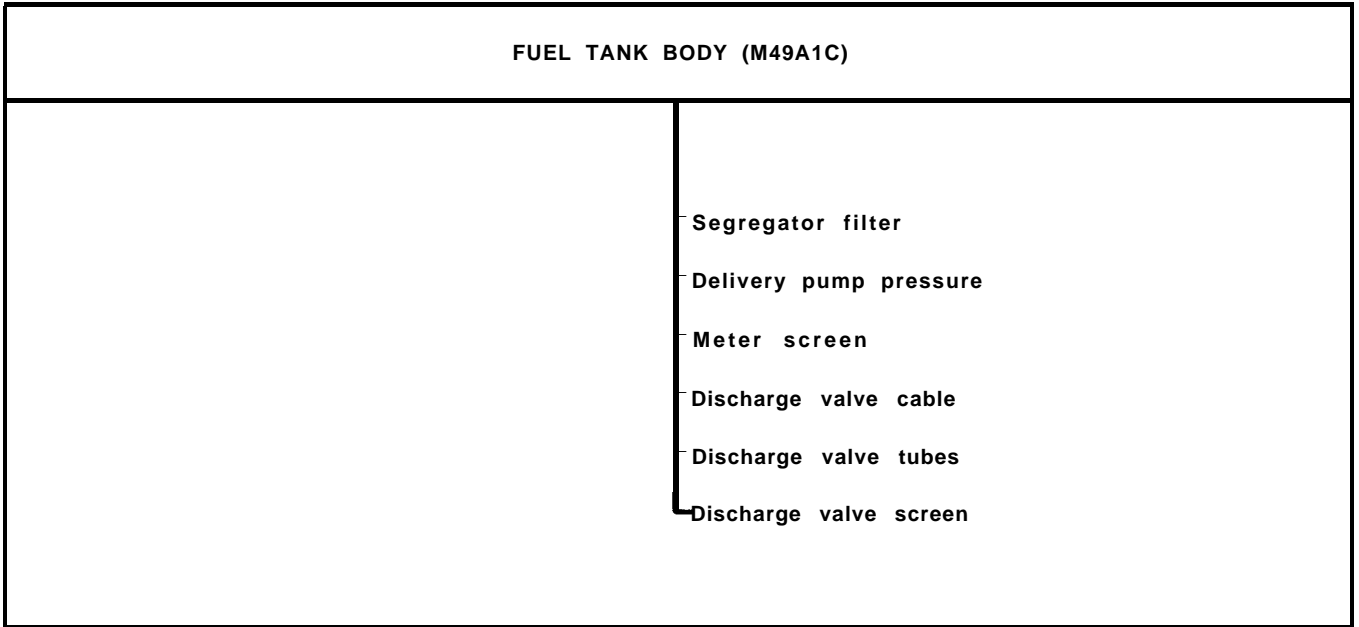 FUEL TANK BODY (M49A1C)
Segregator filter
Delivery pump pressure
Meter screen
Discharge valve cable
Discharge valve tubes
Discharge valve screen